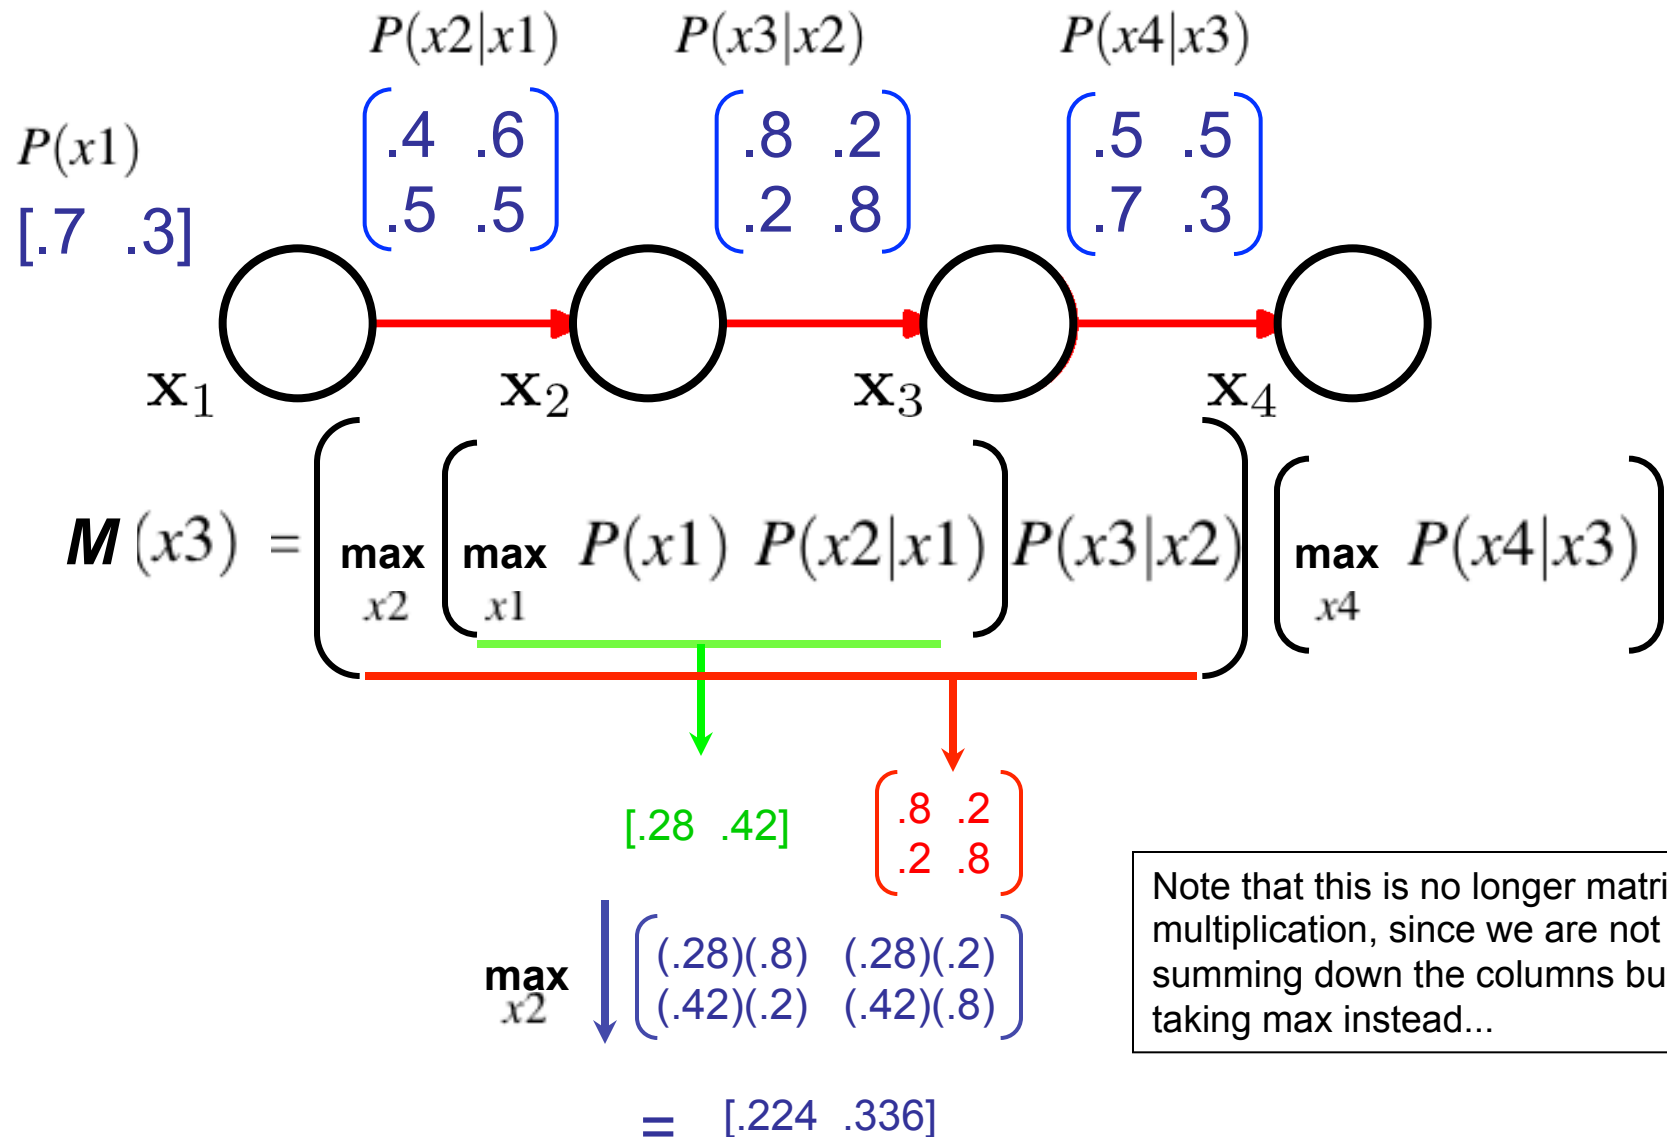 P(x2|x1) P(x3|x2) P(x4|x3)
P(x1)
[.7 .3]
.4 .6
.5 .5
.8 .2
.2 .8
.5 .5
.7 .3
x1 x2 x3 x4
M(x3) = ( max x2 ( max x1 P(x1) P(x2|x1) ) P(x3|x2) ) ( max x4 P(x4|x3) )
[.28 .42]
.8 .2
.2 .8
max x2
(.28)(.8) (.28)(.2)
(.42)(.2) (.42)(.8)
= [.224 .336]
Note that this is no longer matri
multiplication, since we are not
summing down the columns bu
taking max instead...